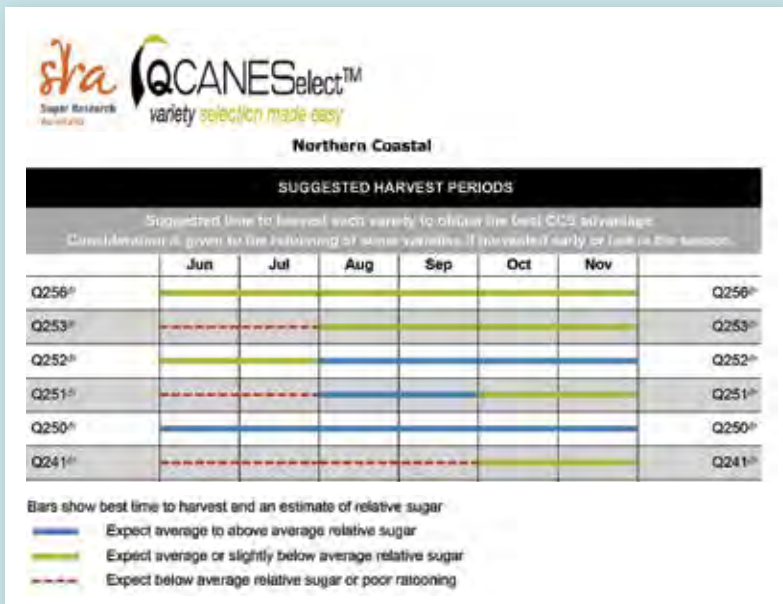 sra
Sugar Research
Australia
QCANESelect™
variety selection made easy
Northern Coastal
SUGGESTED HARVEST PERIODS
Suggested time to harvest each variety to obtain the best CCS advantage.
Consideration is given to the ratooning of some varieties if harvested early or late in the season.
Jun Jul Aug Sep Oct Nov
Q256 Q256
Q253 Q253
Q252 Q252
Q251 Q251
Q250 Q250
Q241 Q241
Bars show best time to harvest and an estimate of relative sugar
Expect average to above average relative sugar
Expect average or slightly below average relative sugar
Expect below average relative sugar or poor ratooning